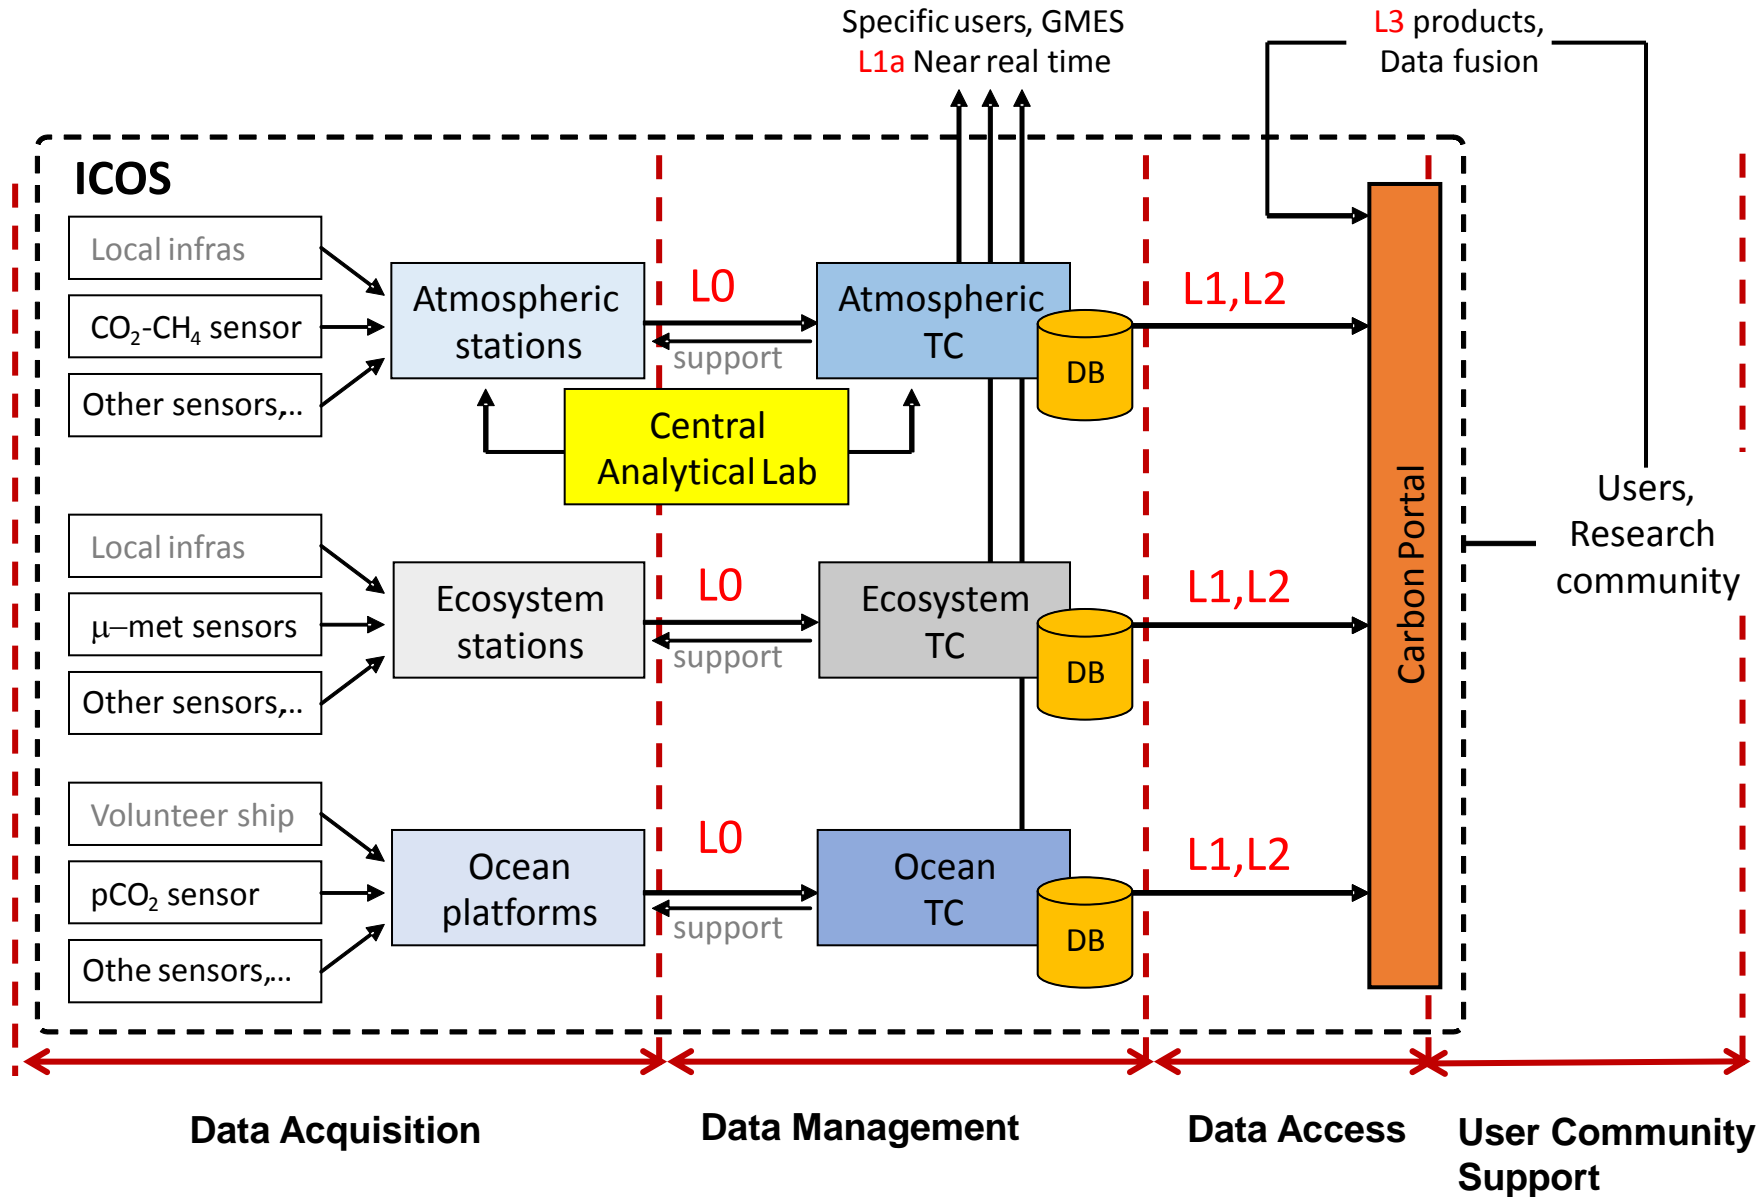 Specific users, GMES
L1a Near real time
L3 products,
Data fusion
ICOS
Local infras
CO₂-CH₄ sensor
Other sensors,...
Atmospheric
stations
L0
support
Atmospheric
TC
DB
L1,L2
Central
Analytical Lab
Local infras
μ–met sensors
Other sensors,...
Ecosystem
stations
L0
support
Ecosystem
TC
DB
L1,L2
Volunteer ship
pCO₂ sensor
Othe sensors,...
Ocean
platforms
L0
support
Ocean
TC
DB
L1,L2
Carbon Portal
Users,
Research
community
Data Acquisition
Data Management
Data Access
User Community
Support